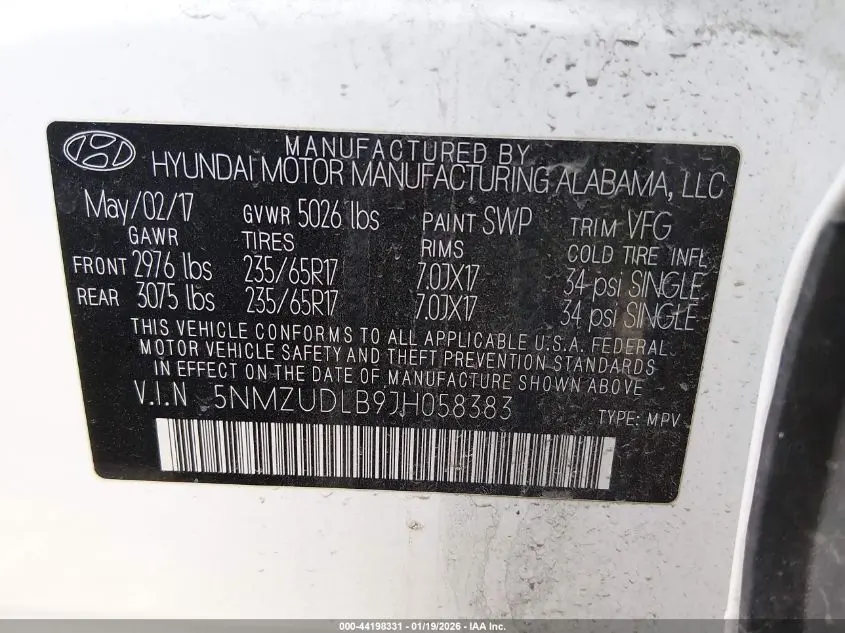 MANUFACTURED BY
HYUNDAI MOTOR MANUFACTURING ALABAMA, LLC
May/02/17 GVWR 5026 lbs PAINT SWP TRIM VFG
GAWR TIRES RIMS COLD TIRE INFL
FRONT 2976 lbs 235/65R17 7.0JX17 34 psi SINGLE
REAR 3075 lbs 235/65R17 7.0JX17 34 psi SINGLE
THIS VEHICLE CONFORMS TO ALL APPLICABLE U.S.A. FEDERAL
MOTOR VEHICLE SAFETY AND THEFT PREVENTION STANDARDS
IN EFFECT ON THE DATE OF MANUFACTURE SHOWN ABOVE
V.I.N 5NMZUDLB9JH058383 TYPE: MPV
000-44198331 - 01/19/2026 - IAA Inc.